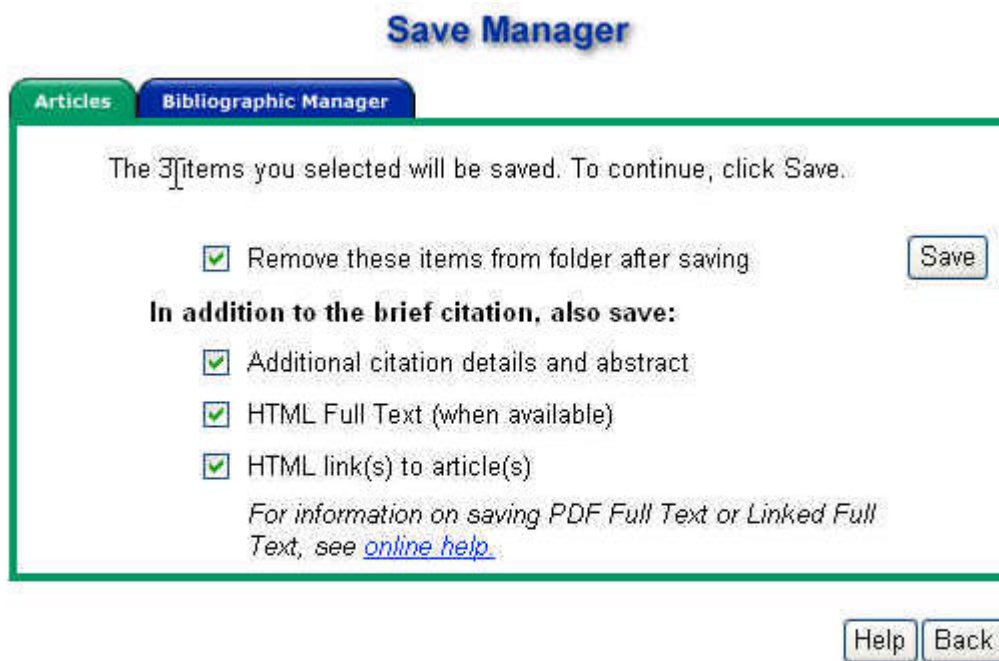 Save Manager
Articles
Bibliographic Manager
The 3 items you selected will be saved. To continue, click Save.
Remove these items from folder after saving
Save
In addition to the brief citation, also save:
Additional citation details and abstract
HTML Full Text (when available)
HTML link(s) to article(s)
For information on saving PDF Full Text or Linked Full
Text, see online help.
Help
Back